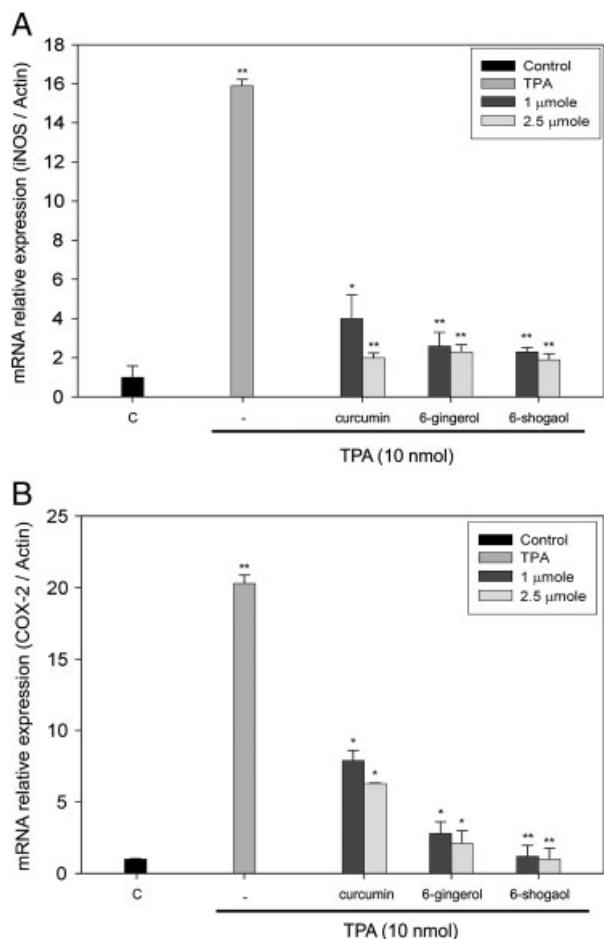 A
mRNA relative expression (iNOS / Actin)
18
16
14
12
10
8
6
4
2
0
Control
TPA
1 μmole
2.5 μmole
**
*
**
**
**
**
**
C
-
curcumin
6-gingerol
6-shogaol
TPA (10 nmol)
B
mRNA relative expression (COX-2 / Actin)
25
20
15
10
5
0
Control
TPA
1 μmole
2.5 μmole
**
*
*
*
*
**
**
C
-
curcumin
6-gingerol
6-shogaol
TPA (10 nmol)